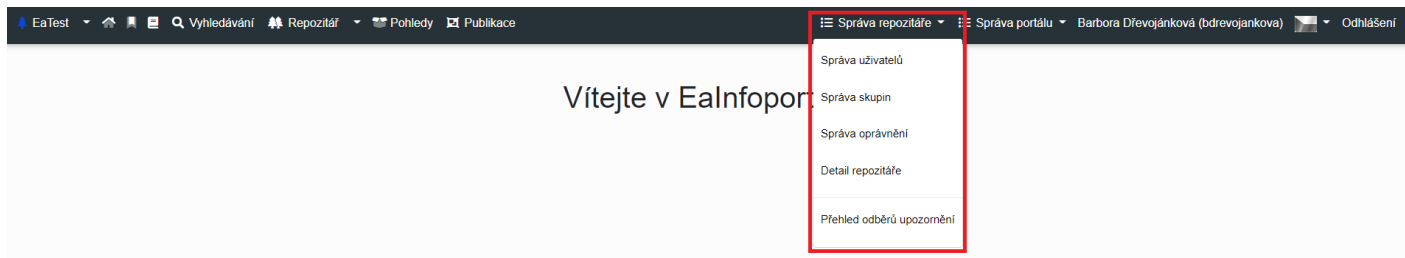 EaTest Vyhledávání Repozitář Pohledy Publikace Správa repozitáře Správa portálu Barbora Dřevojánková (bdrevojankova) Odhlášení
Vítejte v EaInfoport
Správa uživatelů
Správa skupin
Správa oprávnění
Detail repozitáře
Přehled odběrů upozornění